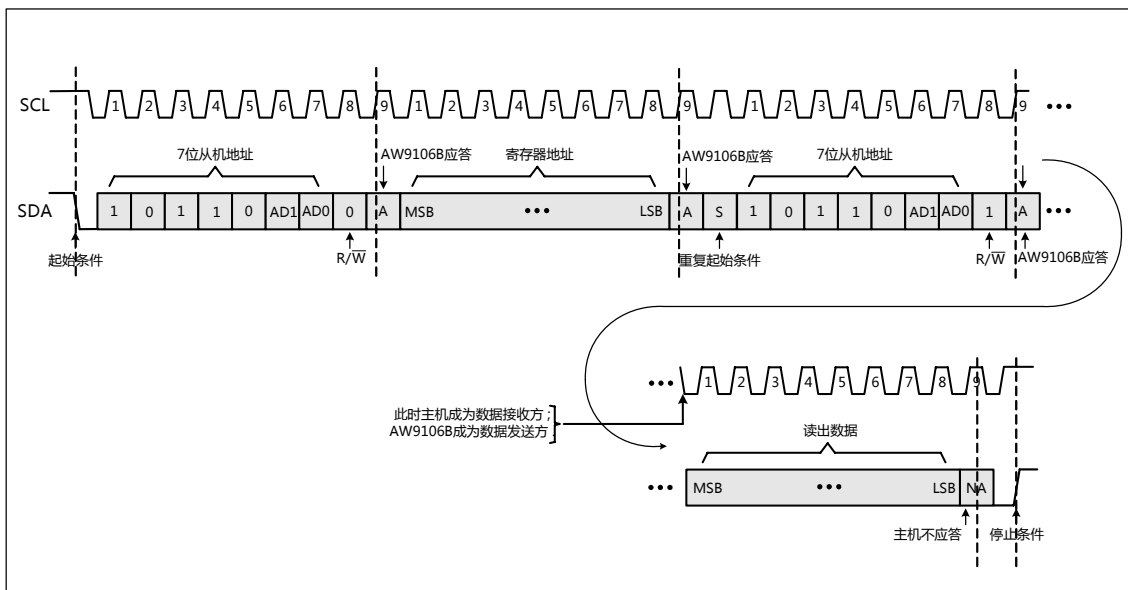 SCL 1 2 3 4 5 6 7 8 9 1 2 3 4 5 6 7 8 9 1 2 3 4 5 6 7 8 9 •••
7位从机地址 AW9106B应答 寄存器地址 AW9106B应答 7位从机地址
SDA 1 0 1 1 0 AD1 AD0 0 A MSB ••• LSB A S 1 0 1 1 0 AD1 AD0 1 A •••
起始条件 R/W̅ 重复起始条件 R/W̅ AW9106B应答
••• 1 2 3 4 5 6 7 8 9
此时主机成为数据接收方;
AW9106B成为数据发送方
读出数据
••• MSB ••• LSB NA
主机不应答 停止条件